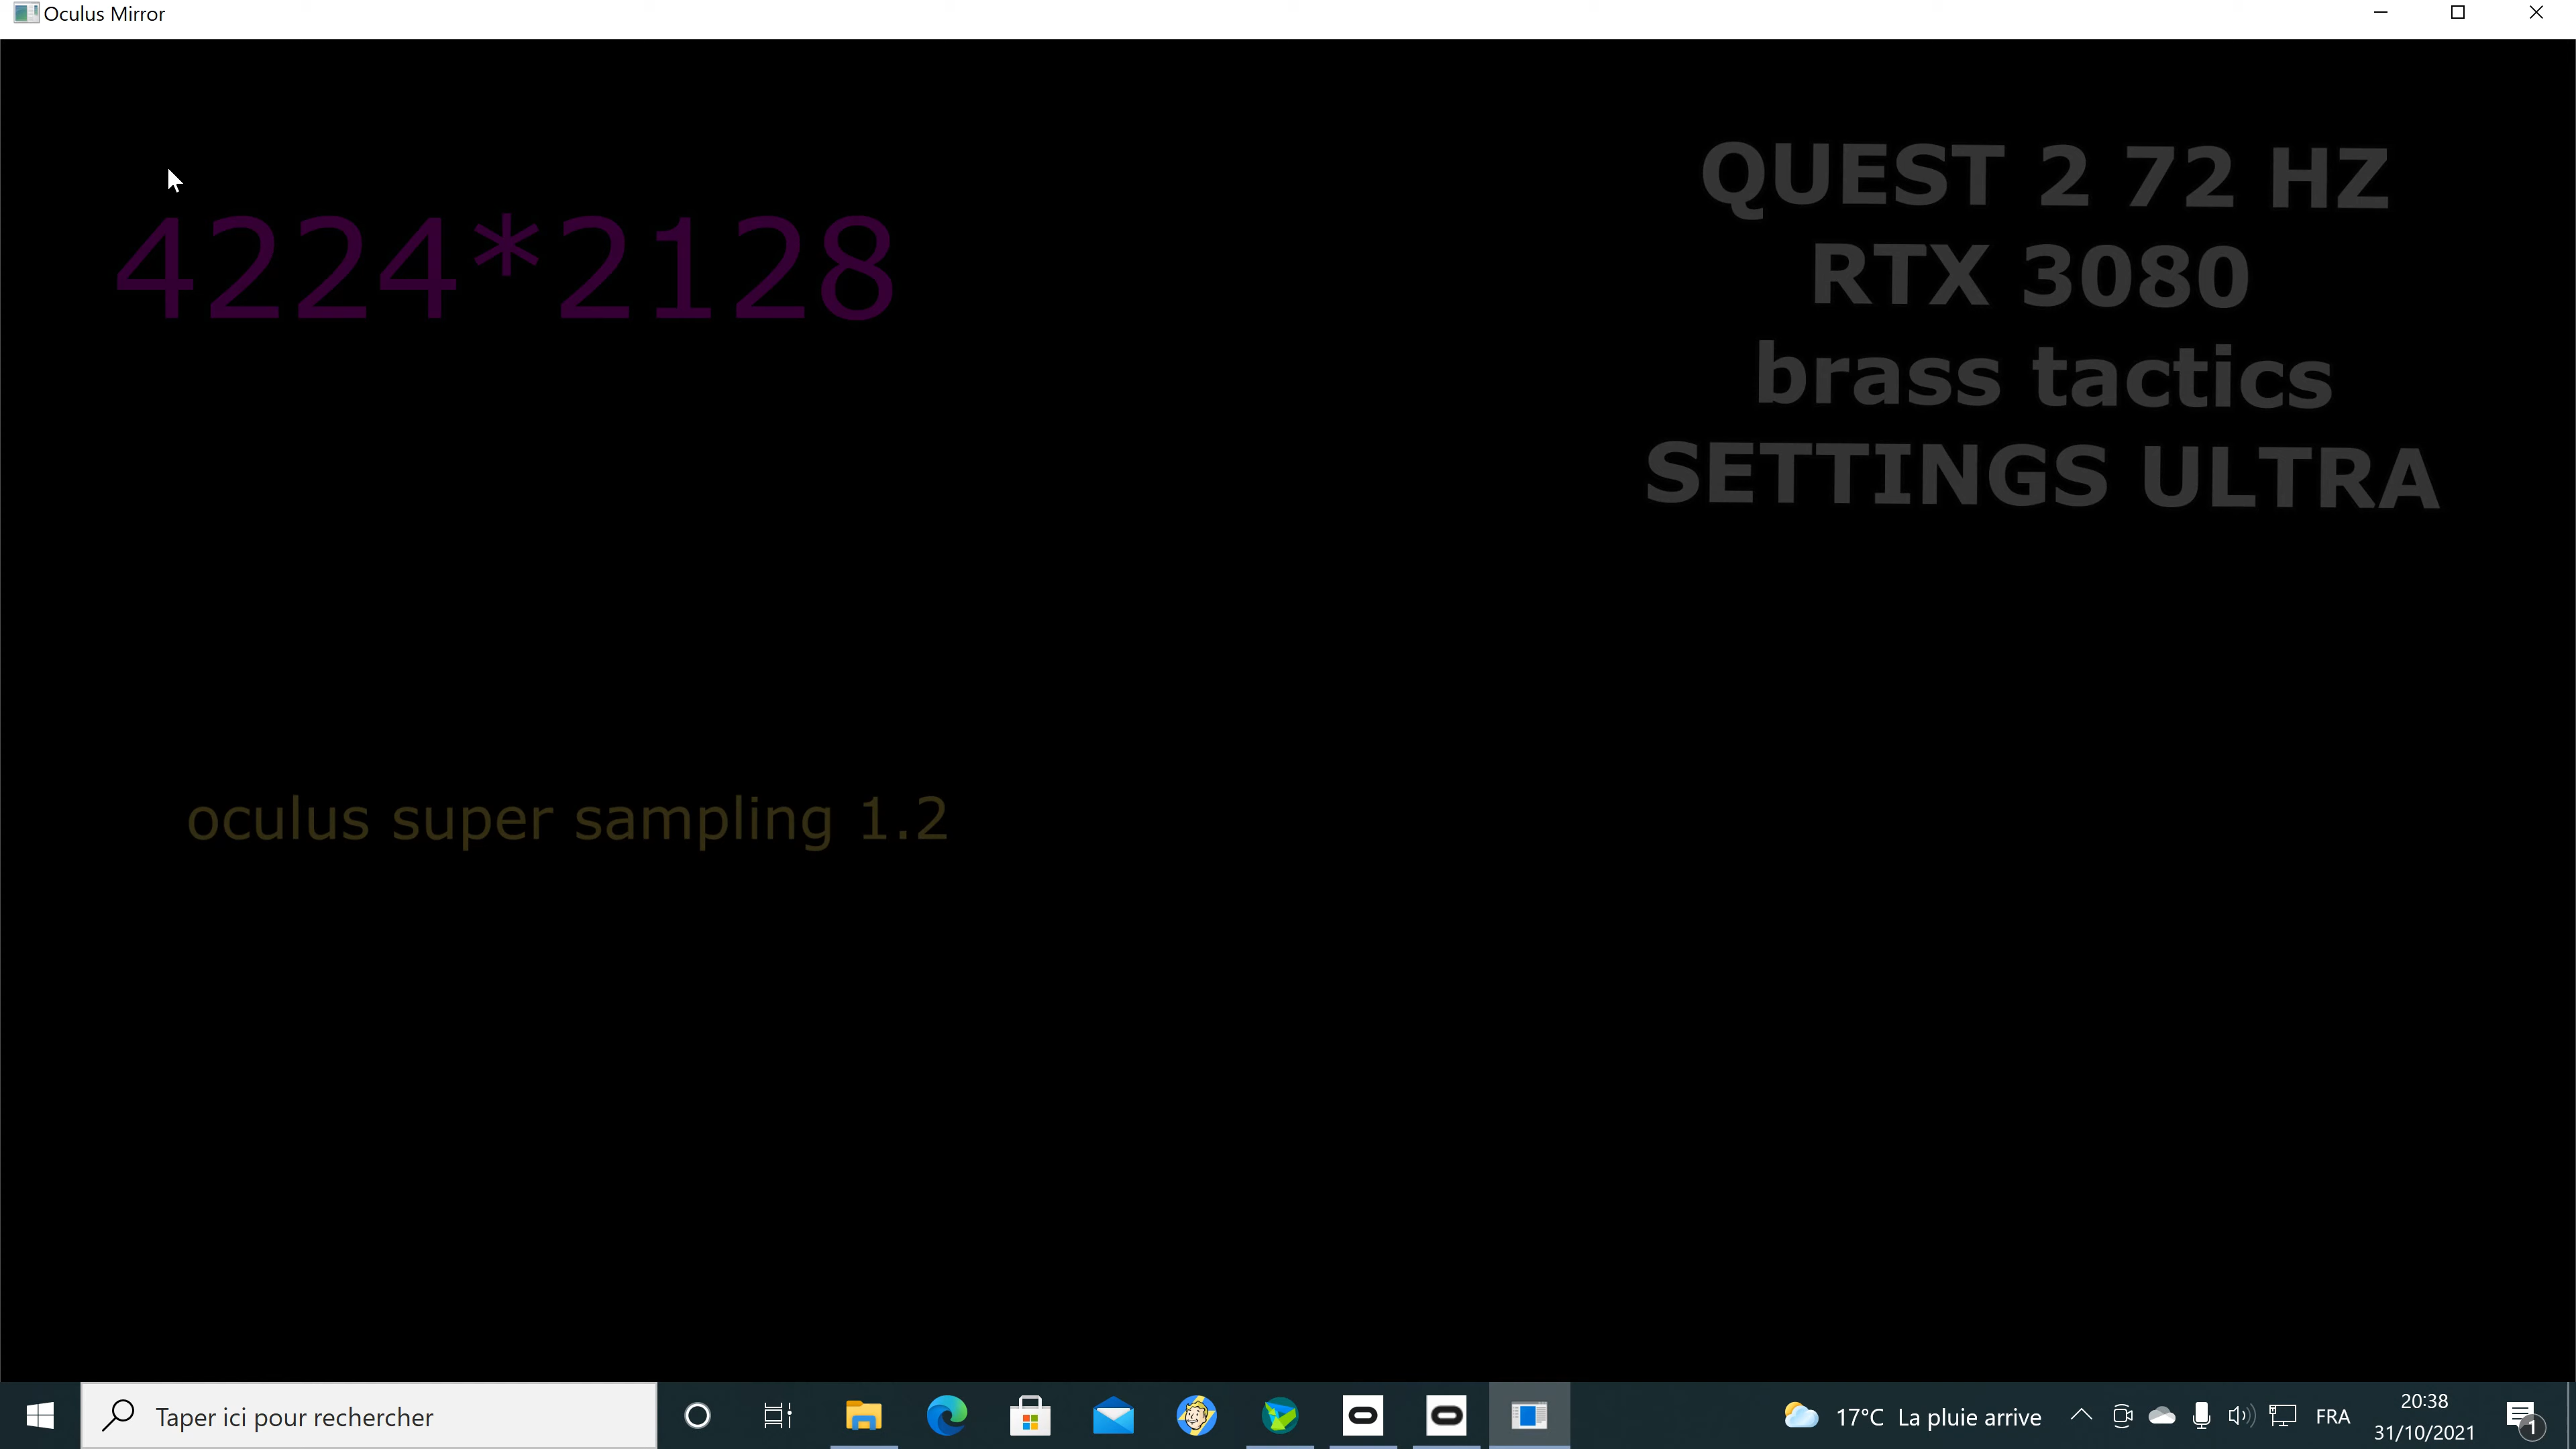 Oculus Mirror
4224*2128
QUEST 2 72 HZ
RTX 3080
brass tactics
SETTINGS ULTRA
oculus super sampling 1.2
Taper ici pour rechercher
17°C La pluie arrive
FRA
20:38
31/10/2021
1